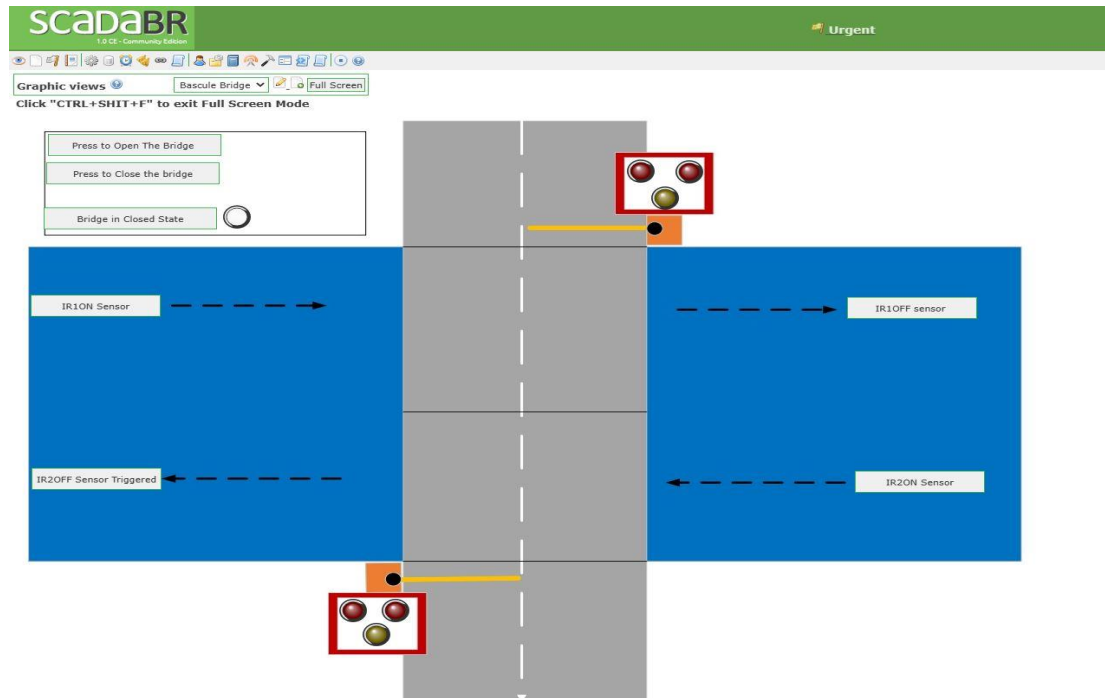 ScadaBR
1.0 CE - Community Edition
Urgent
Graphic views
Bascule Bridge
Full Screen
Click "CTRL+SHIT+F" to exit Full Screen Mode
Press to Open The Bridge
Press to Close the bridge
Bridge in Closed State
IR1ON Sensor
IR1OFF sensor
IR2OFF Sensor Triggered
IR2ON Sensor